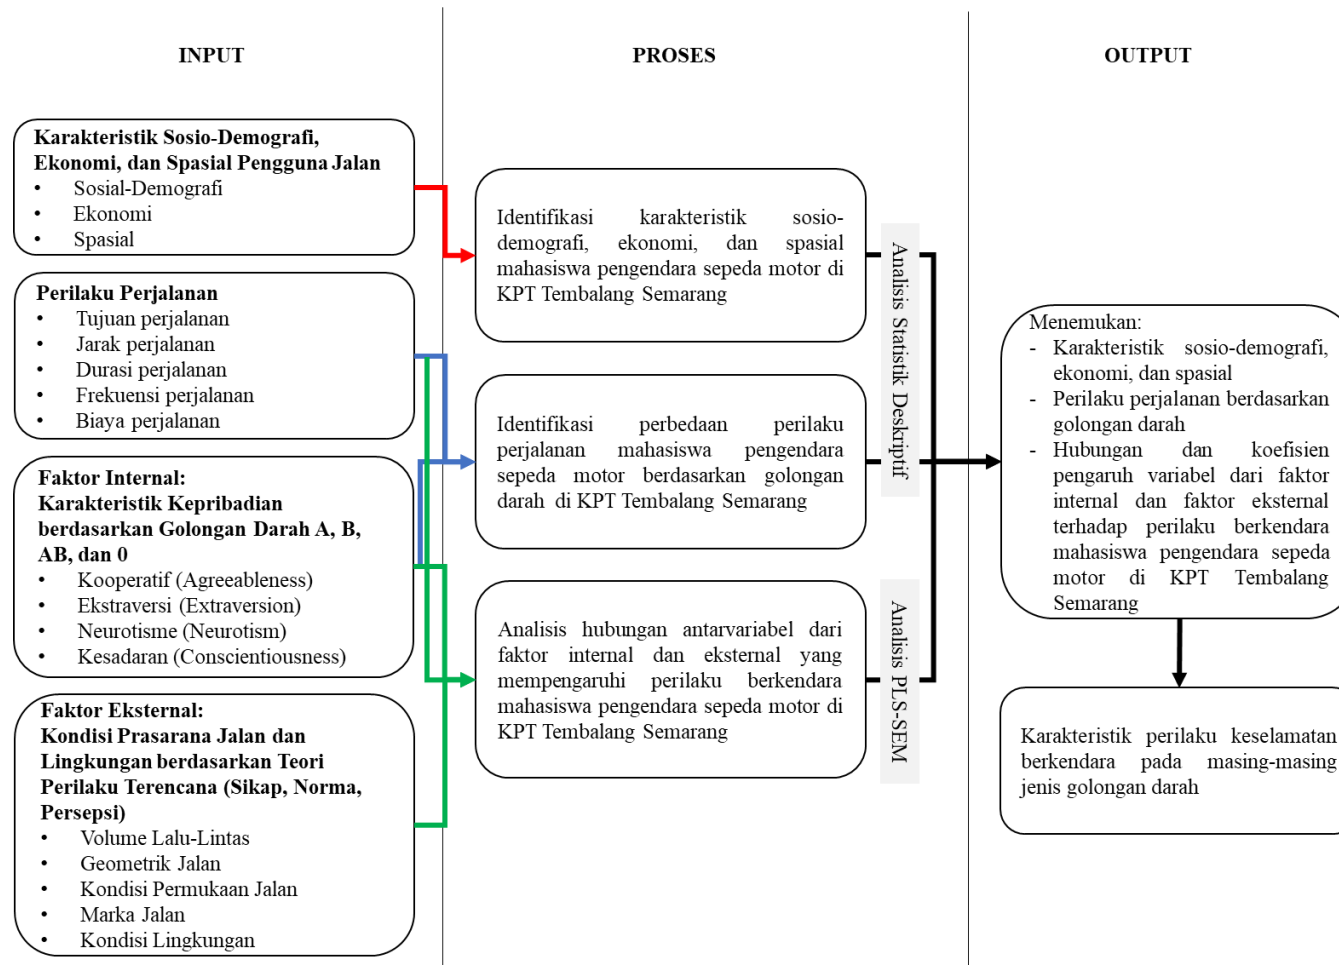 INPUT
PROSES
OUTPUT
Karakteristik Sosio-Demografi,
Ekonomi, dan Spasial Pengguna Jalan
• Sosial-Demografi
• Ekonomi
• Spasial
Perilaku Perjalanan
• Tujuan perjalanan
• Jarak perjalanan
• Durasi perjalanan
• Frekuensi perjalanan
• Biaya perjalanan
Faktor Internal:
Karakteristik Kepribadian
berdasarkan Golongan Darah A, B,
AB, dan 0
• Kooperatif (Agreeableness)
• Ekstraversi (Extraversion)
• Neurotisme (Neurotism)
• Kesadaran (Conscientiousness)
Faktor Eksternal:
Kondisi Prasarana Jalan dan
Lingkungan berdasarkan Teori
Perilaku Terencana (Sikap, Norma,
Persepsi)
• Volume Lalu-Lintas
• Geometrik Jalan
• Kondisi Permukaan Jalan
• Marka Jalan
• Kondisi Lingkungan
Identifikasi karakteristik sosio-
demografi, ekonomi, dan spasial
mahasiswa pengendara sepeda motor di
KPT Tembalang Semarang
Identifikasi perbedaan perilaku
perjalanan mahasiswa pengendara
sepeda motor berdasarkan golongan
darah di KPT Tembalang Semarang
Analisis hubungan antarvariabel dari
faktor internal dan eksternal yang
mempengaruhi perilaku berkendara
mahasiswa pengendara sepeda motor di
KPT Tembalang Semarang
Analisis Statistik Deskriptif
Analisis PLS-SEM
Menemukan:
- Karakteristik sosio-demografi,
ekonomi, dan spasial
- Perilaku perjalanan berdasarkan
golongan darah
- Hubungan dan koefisien
pengaruh variabel dari faktor
internal dan faktor eksternal
terhadap perilaku berkendara
mahasiswa pengendara sepeda
motor di KPT Tembalang
Semarang
Karakteristik perilaku keselamatan
berkendara pada masing-masing
jenis golongan darah